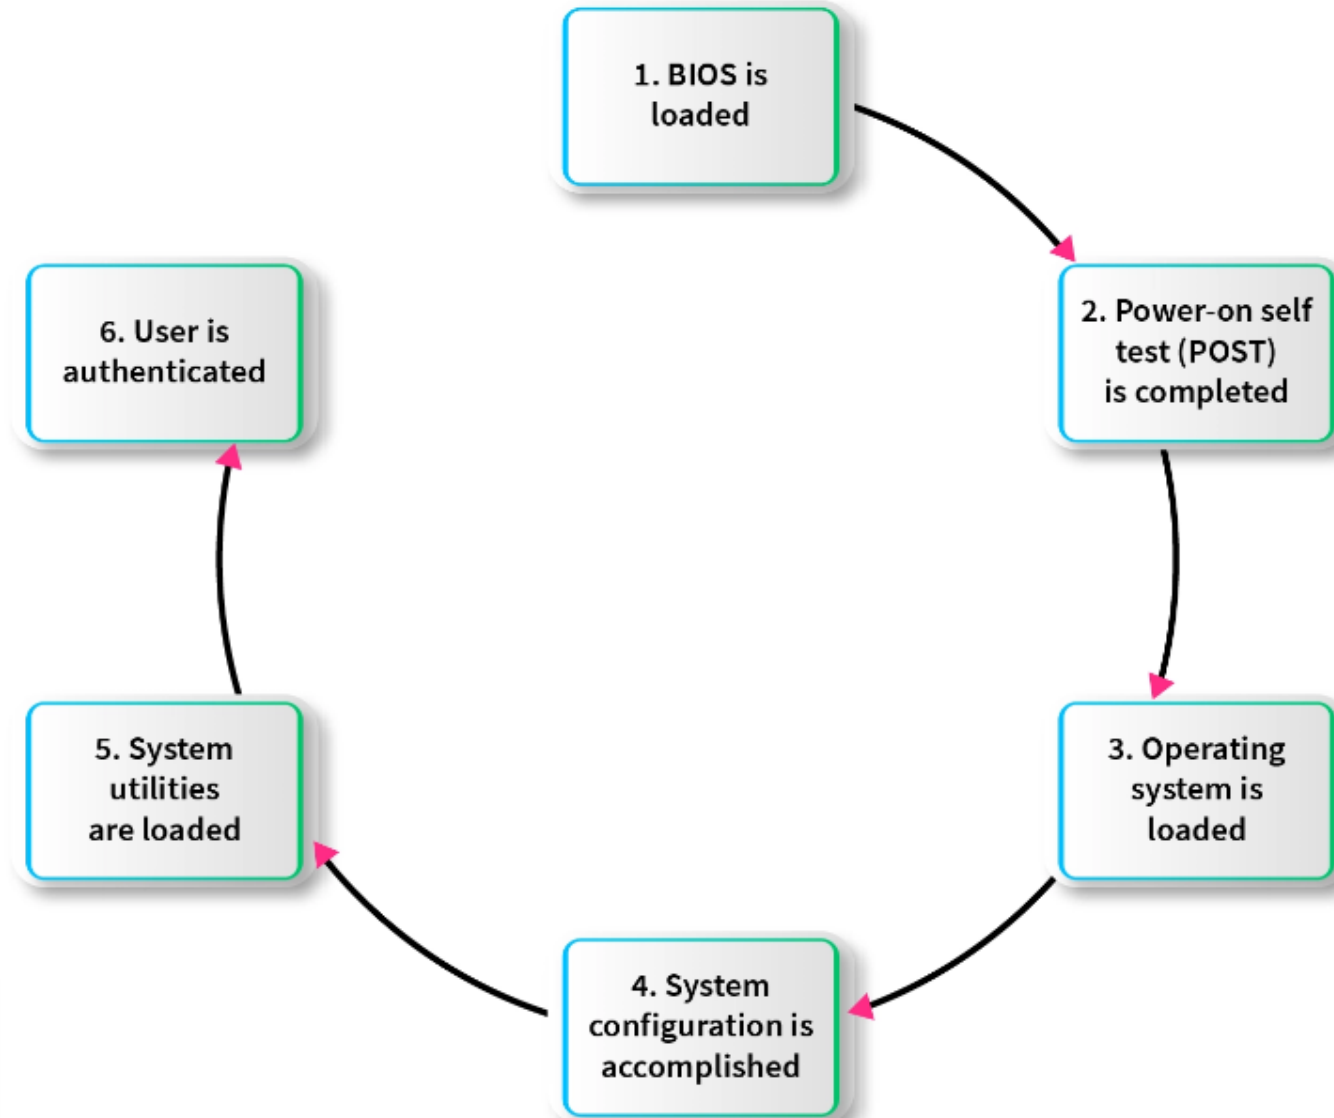 1. BIOS is
loaded
2. Power-on self
test (POST)
is completed
3. Operating
system is
loaded
4. System
configuration is
accomplished
5. System
utilities
are loaded
6. User is
authenticated